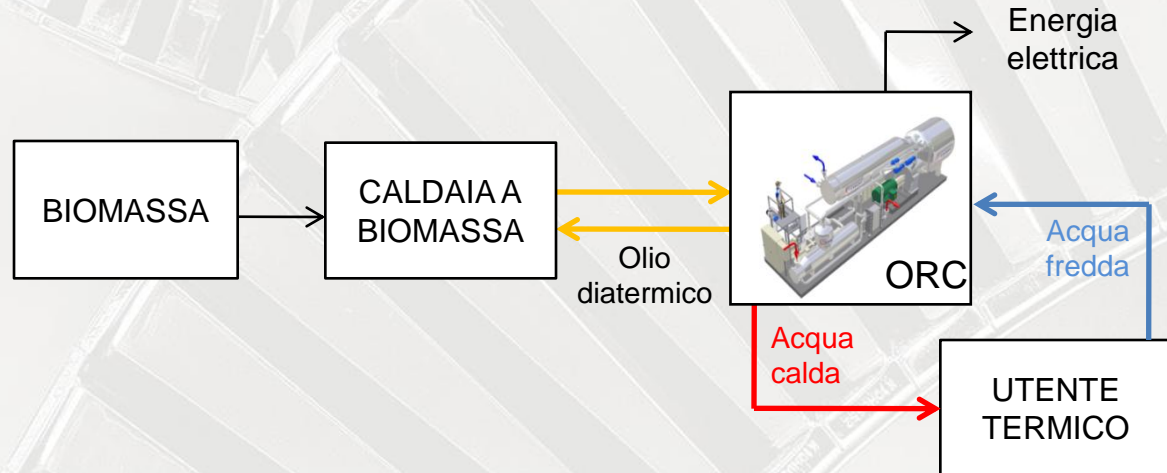 Energia
elettrica
BIOMASSA
CALDAIA A
BIOMASSA
Olio
diatermico
ORC
Acqua
fredda
Acqua
calda
UTENTE
TERMICO